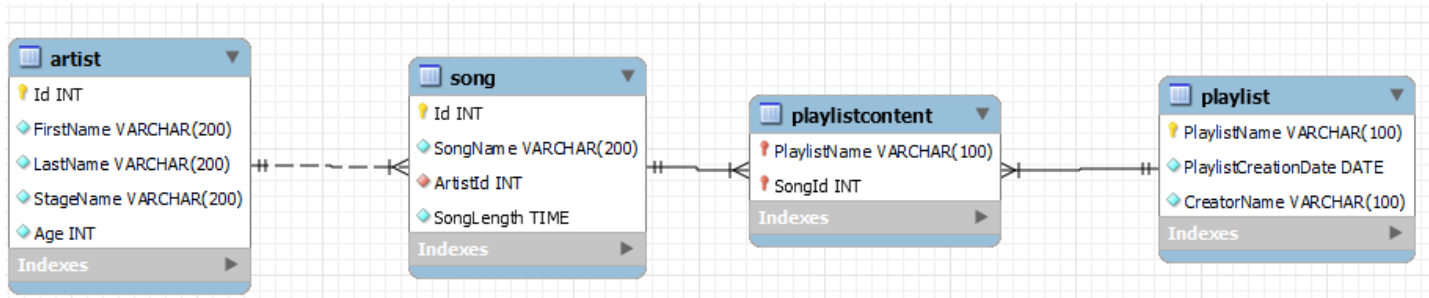 artist
Id INT
FirstName VARCHAR(200)
LastName VARCHAR(200)
StageName VARCHAR(200)
Age INT
Indexes
song
Id INT
SongName VARCHAR(200)
ArtistId INT
SongLength TIME
Indexes
playlistcontent
PlaylistName VARCHAR(100)
SongId INT
Indexes
playlist
PlaylistName VARCHAR(100)
PlaylistCreationDate DATE
CreatorName VARCHAR(100)
Indexes